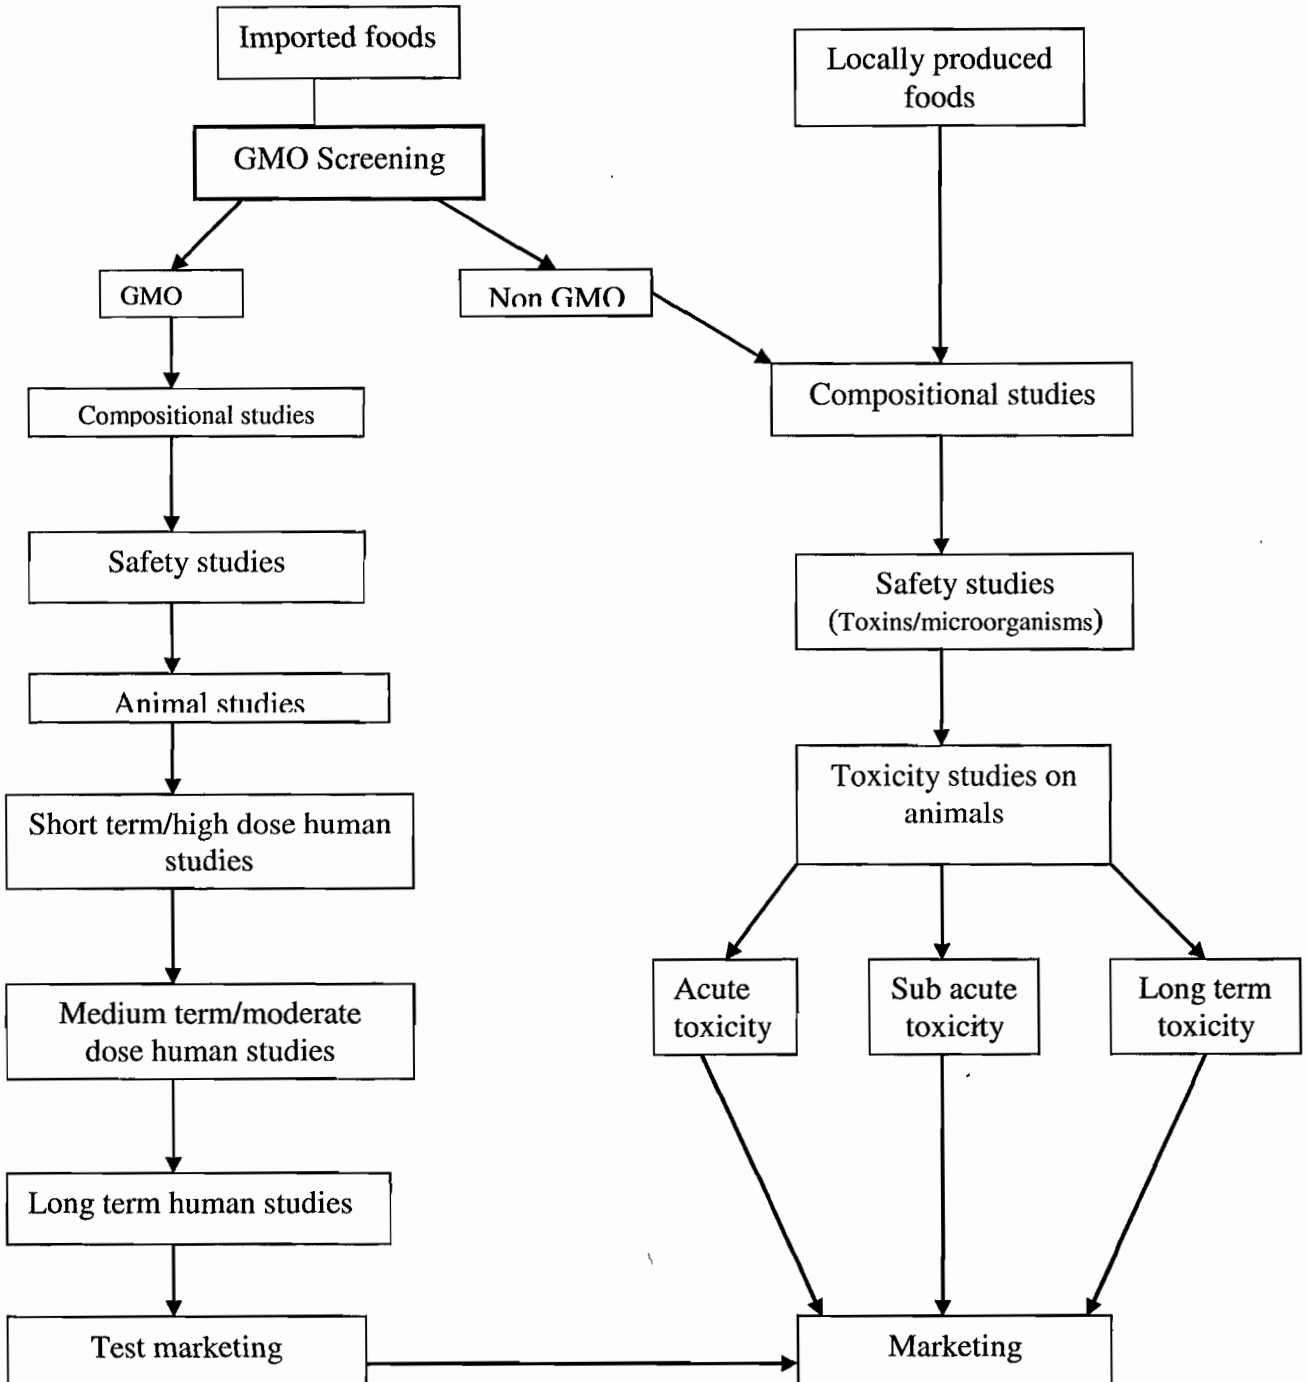 Imported foods
Locally produced
foods
GMO Screening
GMO
Non GMO
Compositional studies
Compositional studies
Safety studies
Safety studies
(Toxins/microorganisms)
Animal studies
Toxicity studies on
animals
Short term/high dose human
studies
Acute
toxicity
Sub acute
toxicity
Long term
toxicity
Medium term/moderate
dose human studies
Long term human studies
Test marketing
Marketing